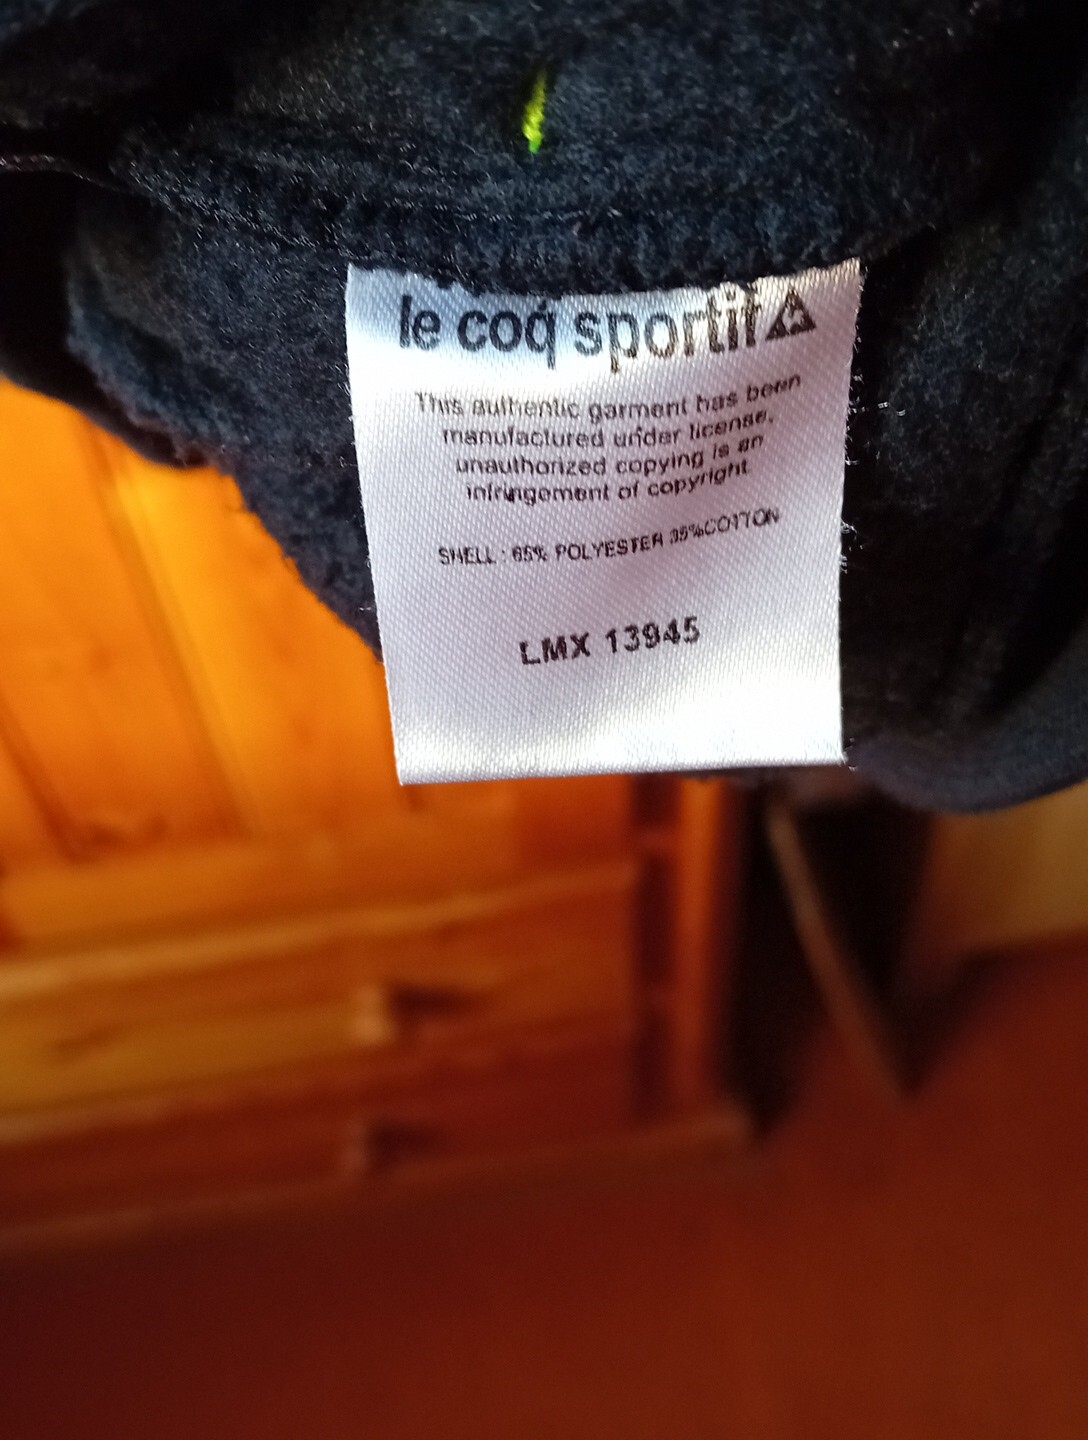 le coq sportif
This authentic garment has been
manufactured under license.
unauthorized copying is an
infringement of copyright
SHELL : 65% POLYESTER 35%COTTON
LMX 13945